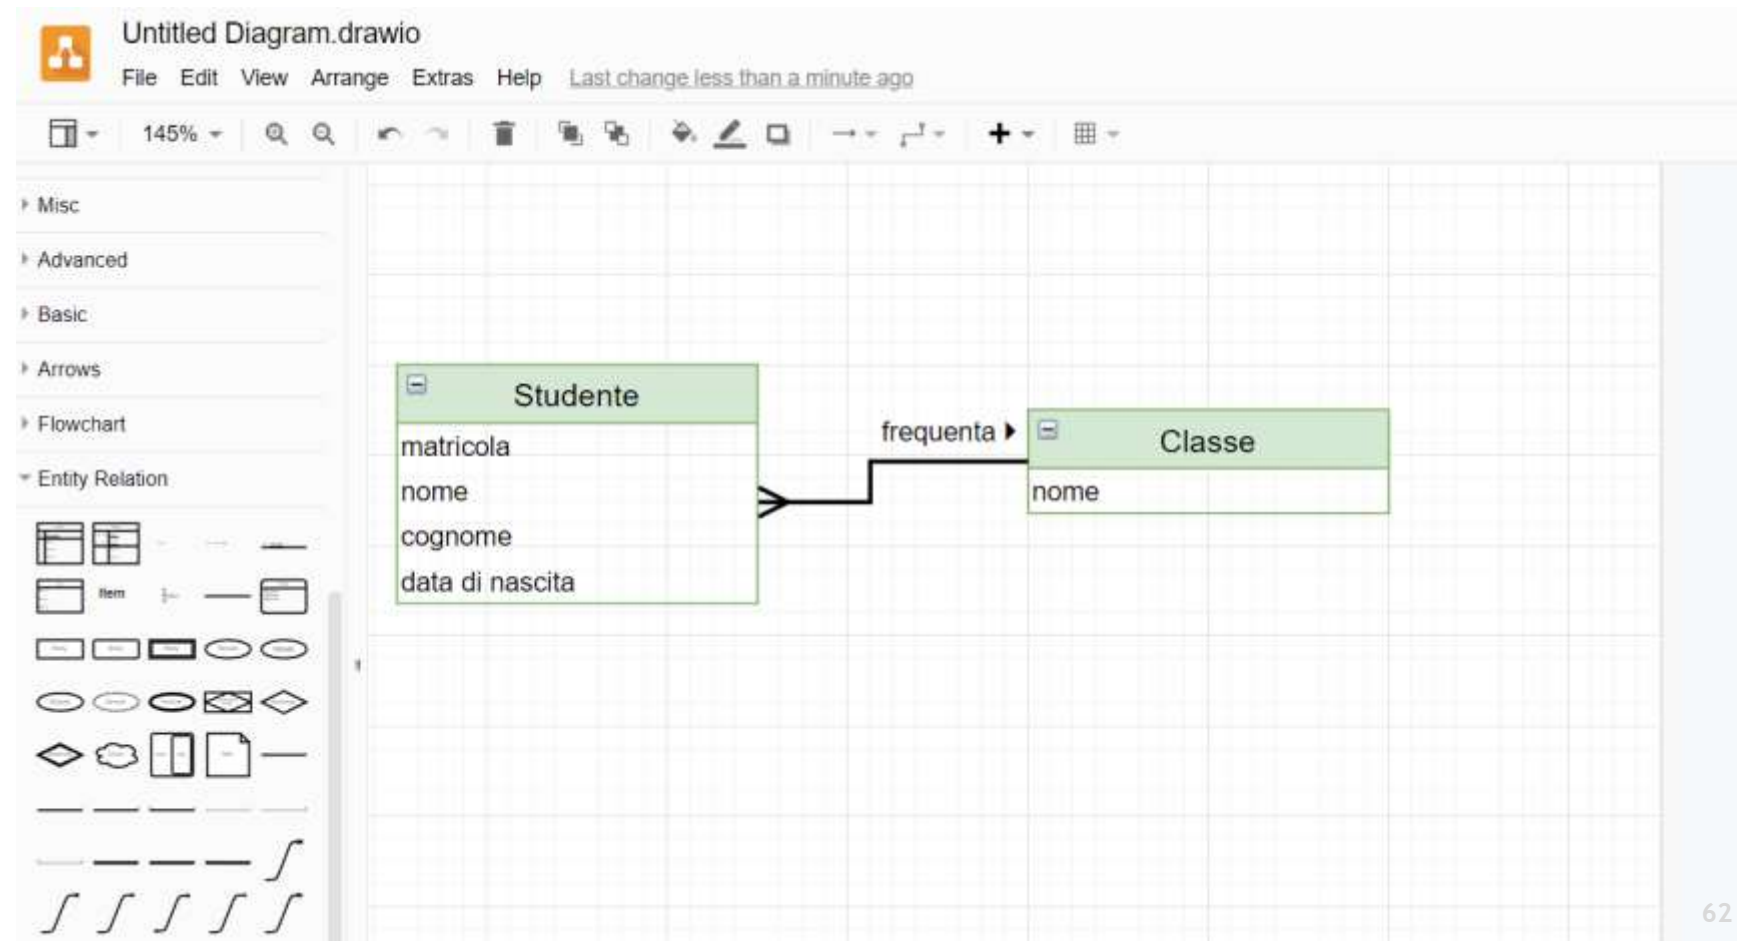 Untitled Diagram.drawio
File Edit View Arrange Extras Help Last change less than a minute ago
145%
Misc
Advanced
Basic
Arrows
Flowchart
Entity Relation
Item
Studente
matricola
nome
cognome
data di nascita
frequenta
Classe
nome
62